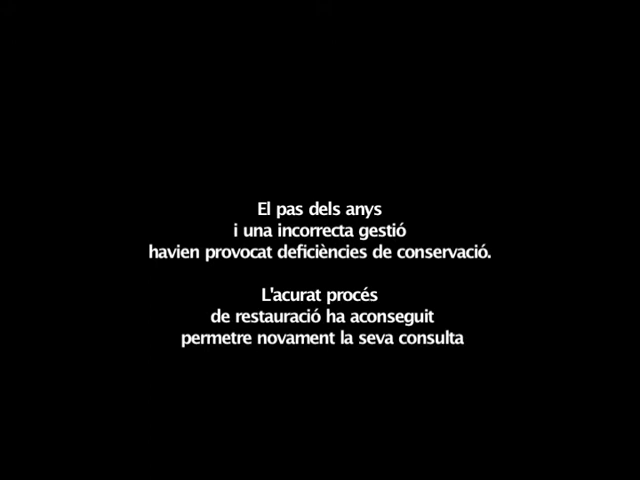 El pas dels anys
i una incorrecta gestió
havien provocat deficiències de conservació.
L'acurat procés
de restauració ha aconseguit
permetre novament la seva consulta